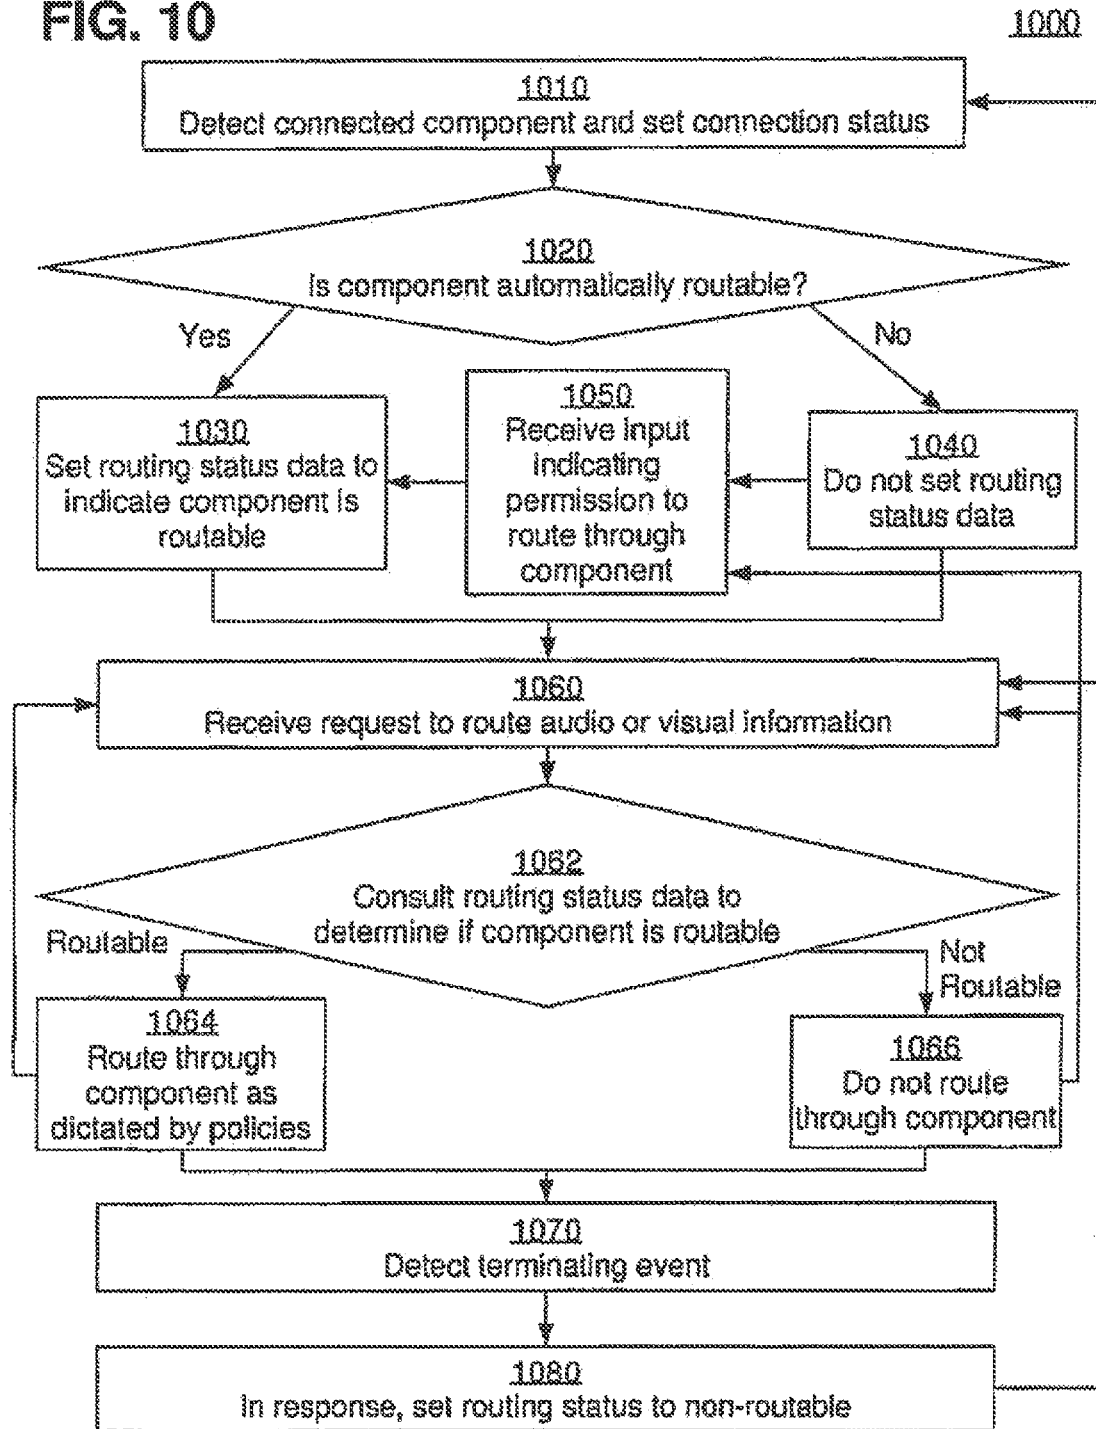 FIG. 10
1000
1010
Detect connected component and set connection status
1020
Is component automatically routable?
Yes
No
1030
Set routing status data to
indicate component is
routable
1050
Receive input
indicating
permission to
route through
component
1040
Do not set routing
status data
1060
Receive request to route audio or visual information
1062
Consult routing status data to
determine if component is routable
Routable
Not
Routable
1064
Route through
component as
dictated by policies
1066
Do not route
through component
1070
Detect terminating event
1080
In response, set routing status to non-routable